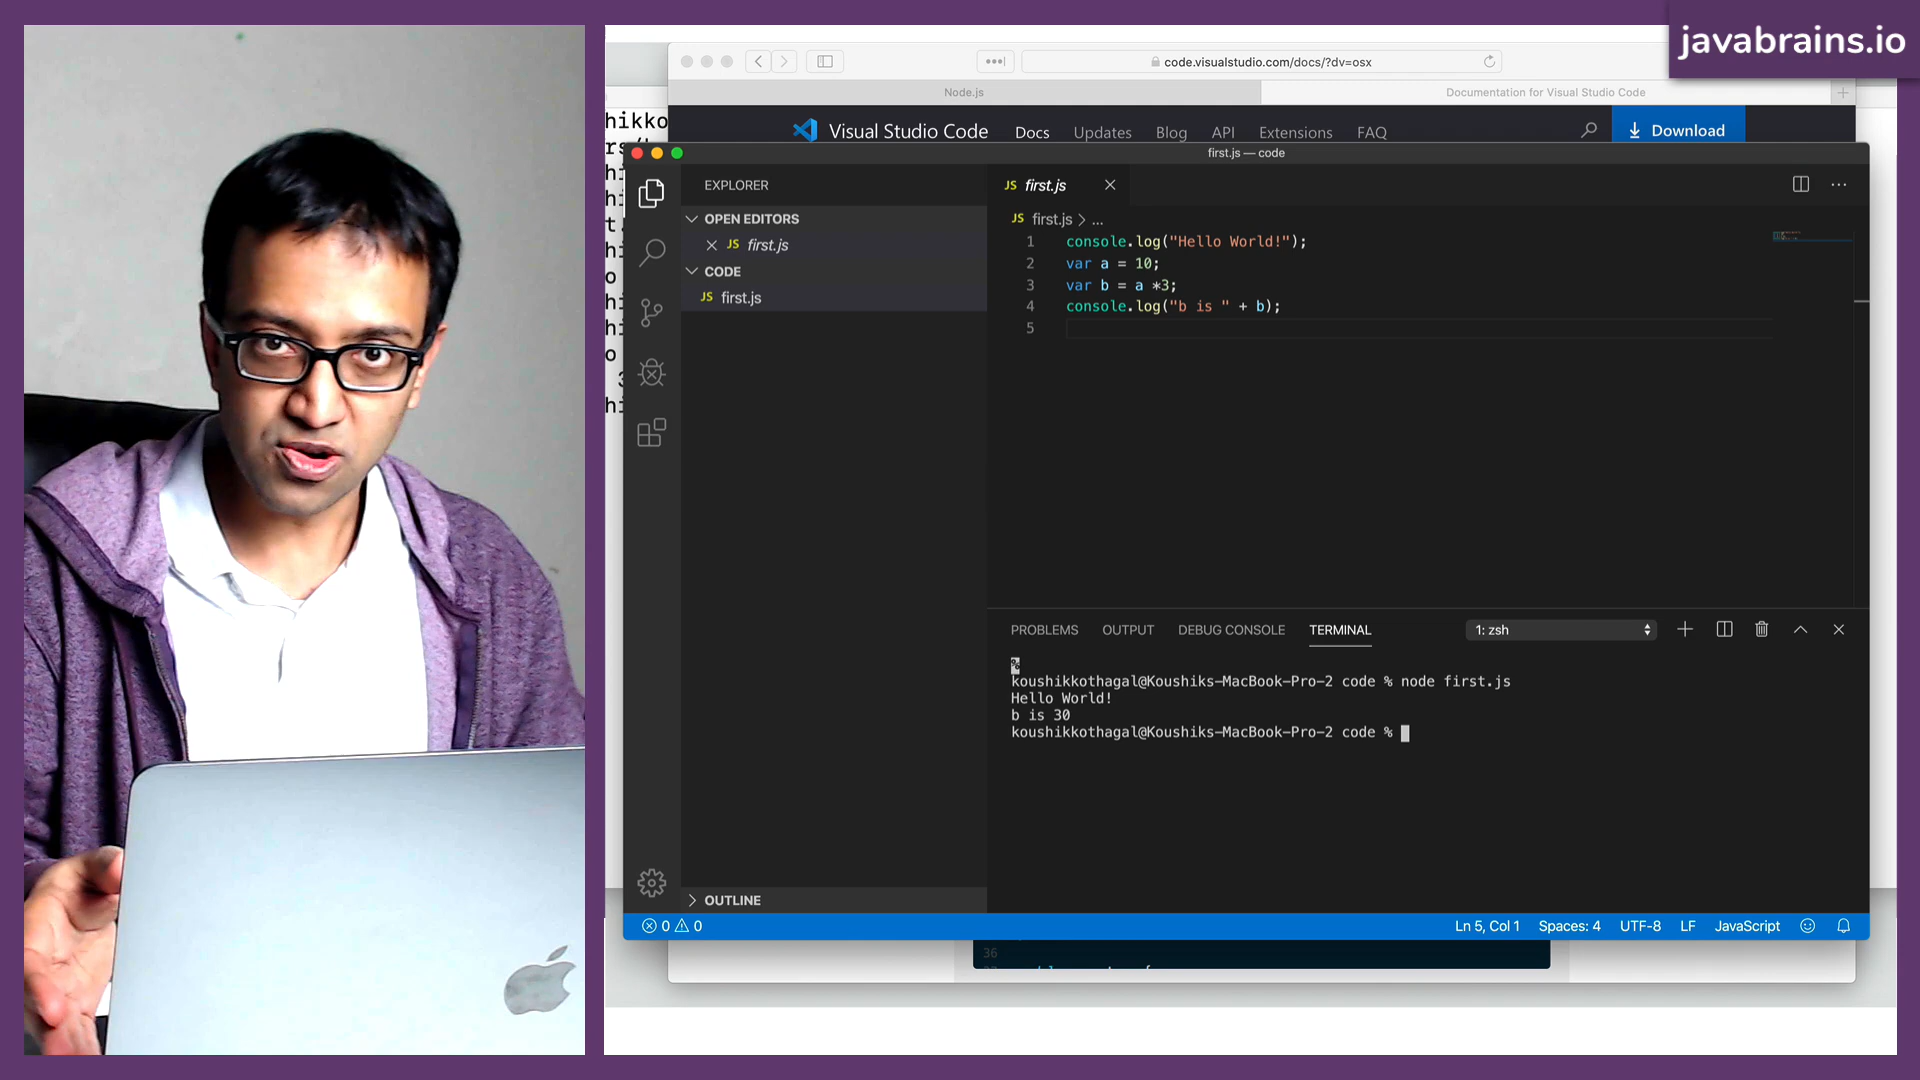 javabrains.io
code.visualstudio.com/docs/?dv=osx
Node.js
Documentation for Visual Studio Code
Visual Studio Code Docs Updates Blog API Extensions FAQ Download
first.js — code
EXPLORER
OPEN EDITORS
JS first.js
CODE
JS first.js
OUTLINE
JS first.js
JS first.js > ...
1 console.log("Hello World!");
2 var a = 10;
3 var b = a *3;
4 console.log("b is " + b);
5
PROBLEMS OUTPUT DEBUG CONSOLE TERMINAL 1: zsh
%
koushikkothagal@Koushiks-MacBook-Pro-2 code % node first.js
Hello World!
b is 30
koushikkothagal@Koushiks-MacBook-Pro-2 code %
0 0 Ln 5, Col 1 Spaces: 4 UTF-8 LF JavaScript
36